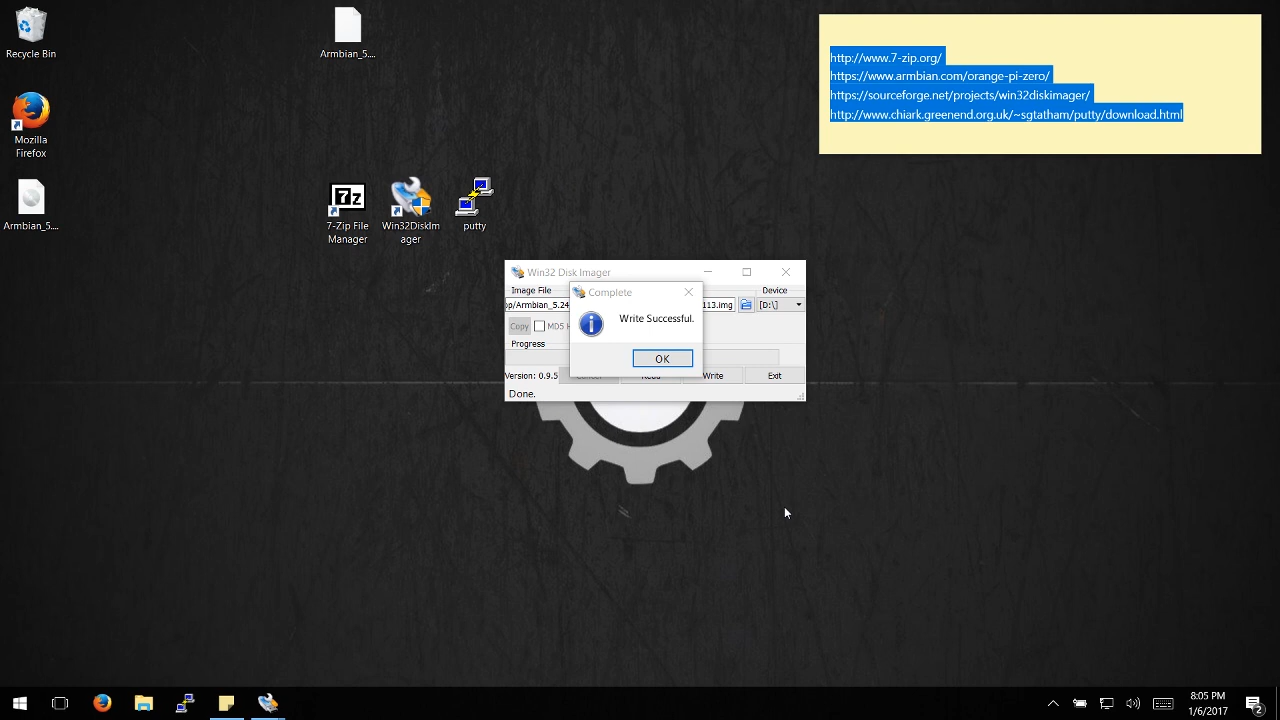 Recycle Bin
Armbian_5....
http://www.7-zip.org/
https://www.armbian.com/orange-pi-zero/
https://sourceforge.net/projects/win32diskimager/
http://www.chiark.greenend.org.uk/~sgtatham/putty/download.html
Mozilla
Firefox
Armbian_5....
7z
7-Zip File
Manager
Win32DiskIm
ager
putty
Win32 Disk Imager
Image File
Device
op/Armbian_5.24
113.img
[D:\]
Complete
Write Successful.
OK
Copy
MD5
Progress
Version: 0.9.5
Write
Exit
Done.
8:05 PM
1/6/2017
2